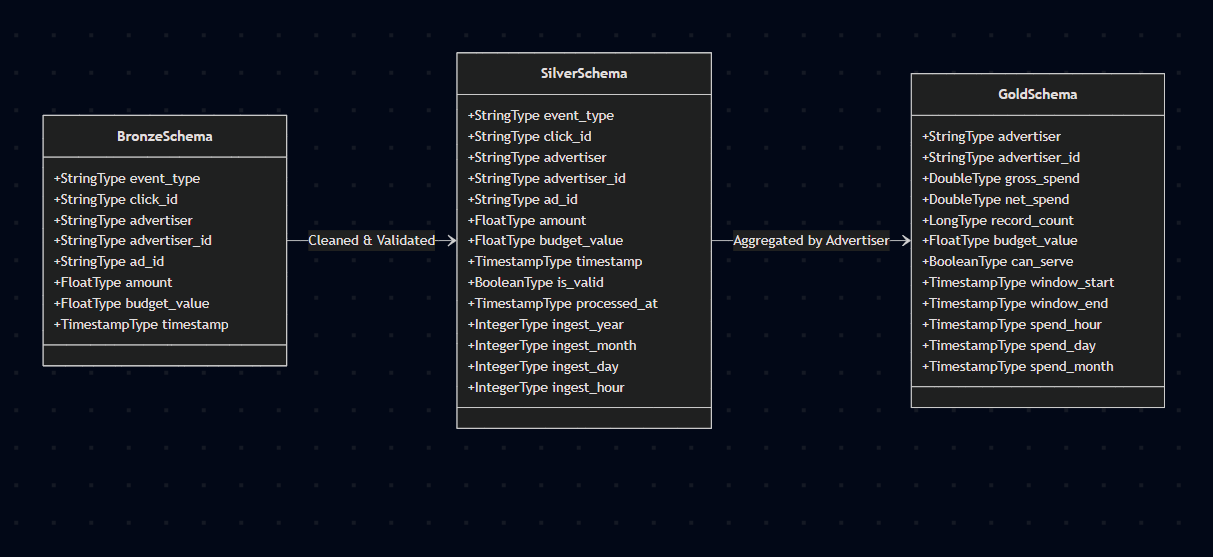 BronzeSchema
+StringType event_type
+StringType click_id
+StringType advertiser
+StringType advertiser_id
+StringType ad_id
+FloatType amount
+FloatType budget_value
+TimestampType timestamp
Cleaned & Validated
SilverSchema
+StringType event_type
+StringType click_id
+StringType advertiser
+StringType advertiser_id
+StringType ad_id
+FloatType amount
+FloatType budget_value
+TimestampType timestamp
+BooleanType is_valid
+TimestampType processed_at
+IntegerType ingest_year
+IntegerType ingest_month
+IntegerType ingest_day
+IntegerType ingest_hour
Aggregated by Advertiser
GoldSchema
+StringType advertiser
+StringType advertiser_id
+DoubleType gross_spend
+DoubleType net_spend
+LongType record_count
+FloatType budget_value
+BooleanType can_serve
+TimestampType window_start
+TimestampType window_end
+TimestampType spend_hour
+TimestampType spend_day
+TimestampType spend_month